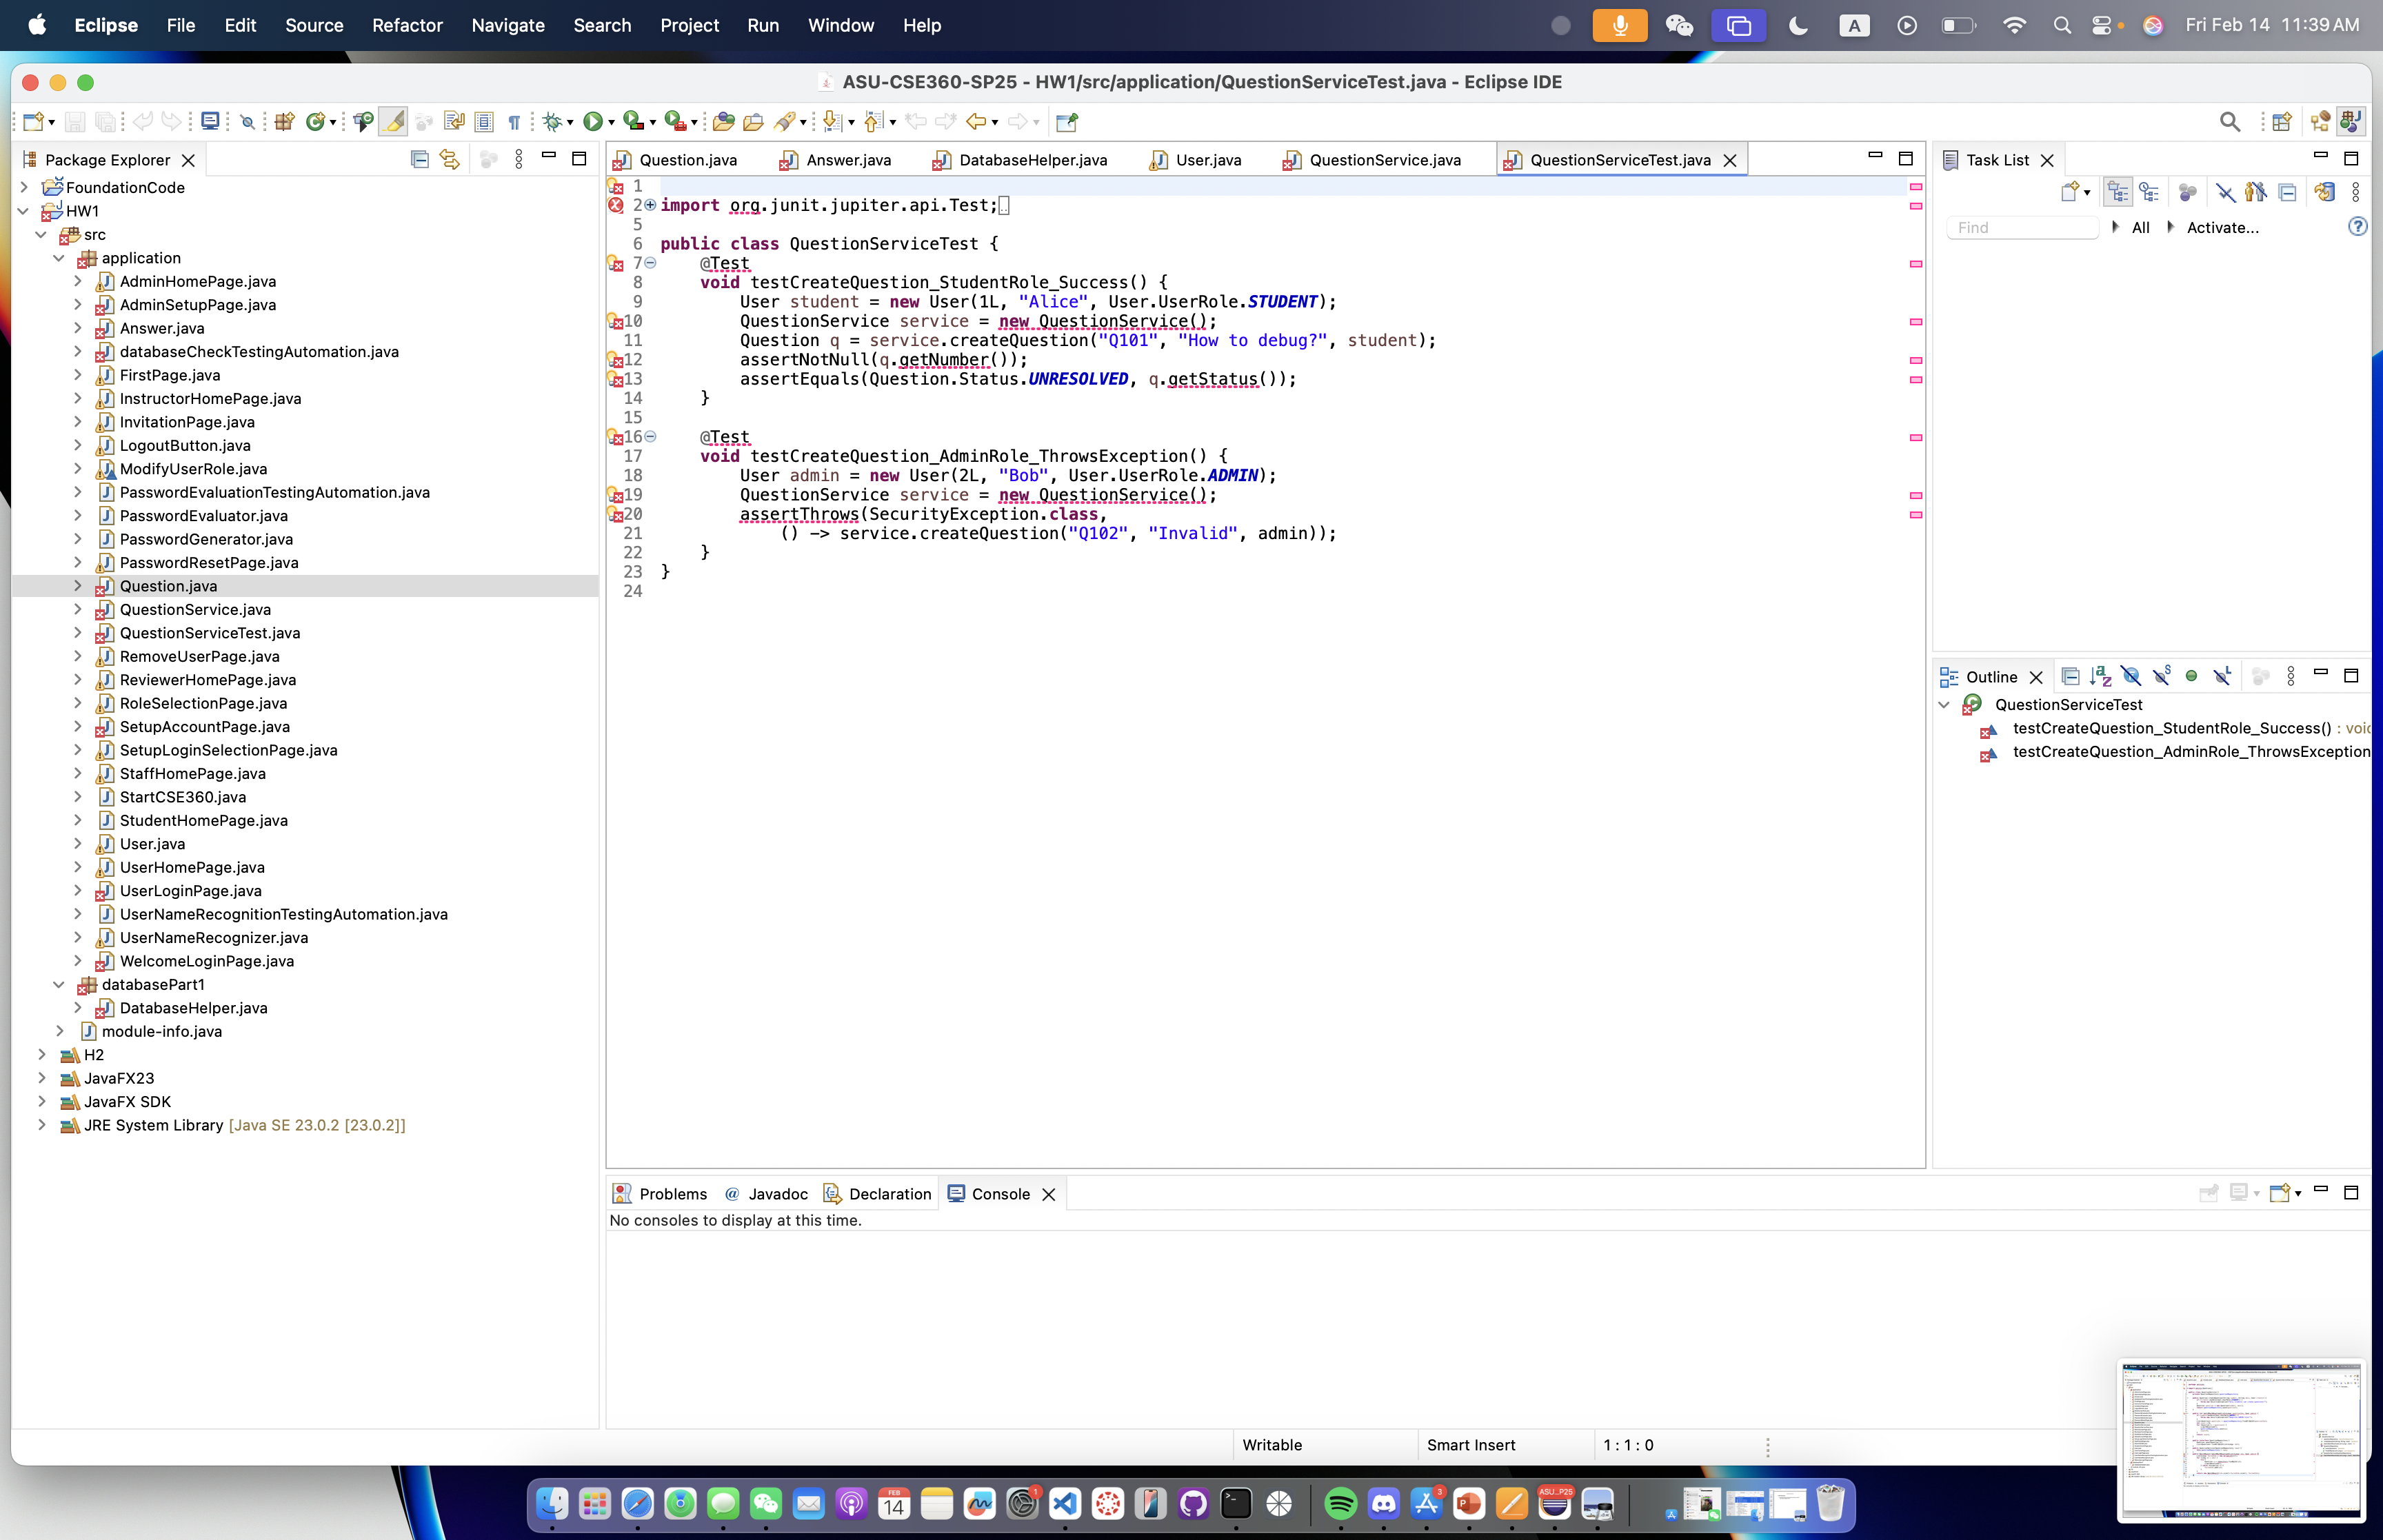 Eclipse File Edit Source Refactor Navigate Search Project Run Window Help
A
Fri Feb 14 11:39 AM
ASU-CSE360-SP25 - HW1/src/application/QuestionServiceTest.java - Eclipse IDE
Package Explorer
FoundationCode
HW1
src
application
AdminHomePage.java
AdminSetupPage.java
Answer.java
databaseCheckTestingAutomation.java
FirstPage.java
InstructorHomePage.java
InvitationPage.java
LogoutButton.java
ModifyUserRole.java
PasswordEvaluationTestingAutomation.java
PasswordEvaluator.java
PasswordGenerator.java
PasswordResetPage.java
Question.java
QuestionService.java
QuestionServiceTest.java
RemoveUserPage.java
ReviewerHomePage.java
RoleSelectionPage.java
SetupAccountPage.java
SetupLoginSelectionPage.java
StaffHomePage.java
StartCSE360.java
StudentHomePage.java
User.java
UserHomePage.java
UserLoginPage.java
UserNameRecognitionTestingAutomation.java
UserNameRecognizer.java
WelcomeLoginPage.java
databasePart1
DatabaseHelper.java
module-info.java
H2
JavaFX23
JavaFX SDK
JRE System Library [Java SE 23.0.2 [23.0.2]]
Question.java Answer.java DatabaseHelper.java User.java QuestionService.java QuestionServiceTest.java
1
2 import org.junit.jupiter.api.Test;
5
6 public class QuestionServiceTest {
7 @Test
8 void testCreateQuestion_StudentRole_Success() {
9 User student = new User(1L, "Alice", User.UserRole.STUDENT);
10 QuestionService service = new QuestionService();
11 Question q = service.createQuestion("Q101", "How to debug?", student);
12 assertNotNull(q.getNumber());
13 assertEquals(Question.Status.UNRESOLVED, q.getStatus());
14 }
15
16 @Test
17 void testCreateQuestion_AdminRole_ThrowsException() {
18 User admin = new User(2L, "Bob", User.UserRole.ADMIN);
19 QuestionService service = new QuestionService();
20 assertThrows(SecurityException.class,
21 () -> service.createQuestion("Q102", "Invalid", admin));
22 }
23 }
24
Task List
Find All Activate...
Outline
QuestionServiceTest
testCreateQuestion_StudentRole_Success() : void
testCreateQuestion_AdminRole_ThrowsException
Problems @ Javadoc Declaration Console
No consoles to display at this time.
Writable Smart Insert 1 : 1 : 0
FEB
14
1
3
ASU...P25